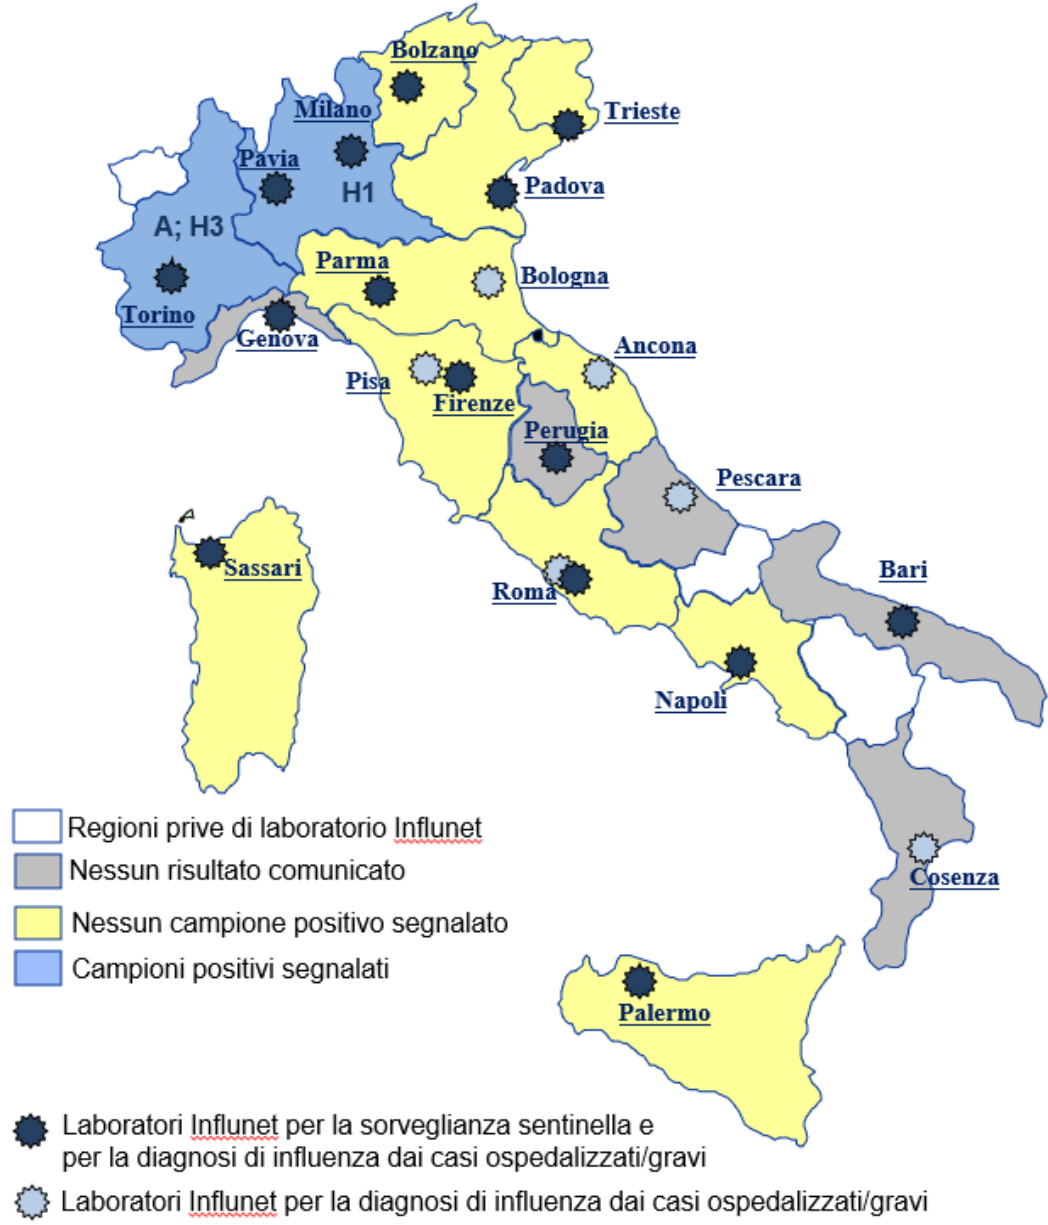 Bolzano
Milano
Trieste
Pavia
Padova
H1
A; H3
Parma
Bologna
Torino
Genova
Ancona
Pisa
Firenze
Perugia
Pescara
Sassari
Roma
Bari
Napoli
Regioni prive di laboratorio Influnet
Nessun risultato comunicato
Cosenza
Nessun campione positivo segnalato
Campioni positivi segnalati
Palermo
Laboratori Influnet per la sorveglianza sentinella e
per la diagnosi di influenza dai casi ospedalizzati/gravi
Laboratori Influnet per la diagnosi di influenza dai casi ospedalizzati/gravi